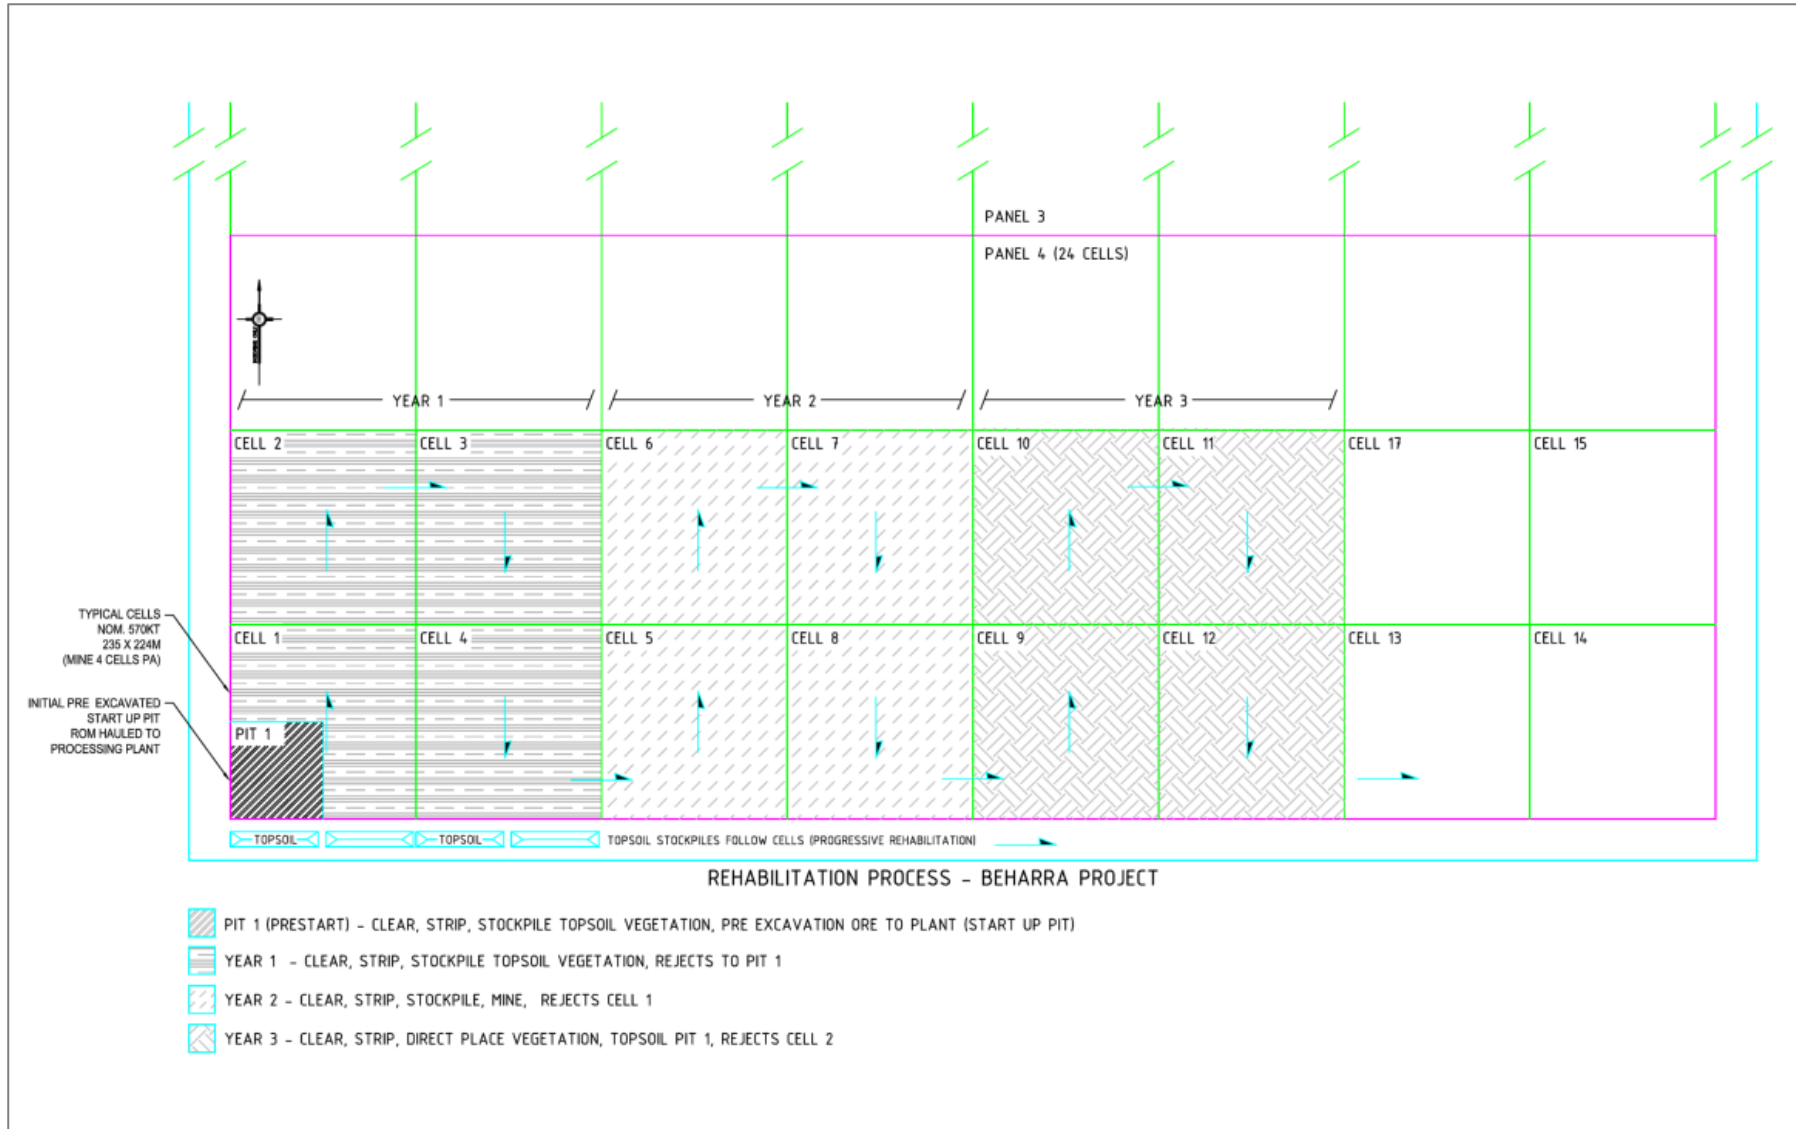 PANEL 3
PANEL 4 (24 CELLS)
YEAR 1
YEAR 2
YEAR 3
CELL 2
CELL 3
CELL 6
CELL 7
CELL 10
CELL 11
CELL 17
CELL 15
TYPICAL CELLS
NOM. 570KT
235 X 224M
(MINE 4 CELLS PA)
CELL 1
CELL 4
CELL 5
CELL 8
CELL 9
CELL 12
CELL 13
CELL 14
INITIAL PRE EXCAVATED
START UP PIT
ROM HAULED TO
PROCESSING PLANT
PIT 1
TOPSOIL
TOPSOIL
TOPSOIL STOCKPILES FOLLOW CELLS (PROGRESSIVE REHABILITATION)
REHABILITATION PROCESS - BEHARRA PROJECT
PIT 1 (PRESTART) - CLEAR, STRIP, STOCKPILE TOPSOIL VEGETATION, PRE EXCAVATION ORE TO PLANT (START UP PIT)
YEAR 1 - CLEAR, STRIP, STOCKPILE TOPSOIL VEGETATION, REJECTS TO PIT 1
YEAR 2 - CLEAR, STRIP, STOCKPILE, MINE, REJECTS CELL 1
YEAR 3 - CLEAR, STRIP, DIRECT PLACE VEGETATION, TOPSOIL PIT 1, REJECTS CELL 2